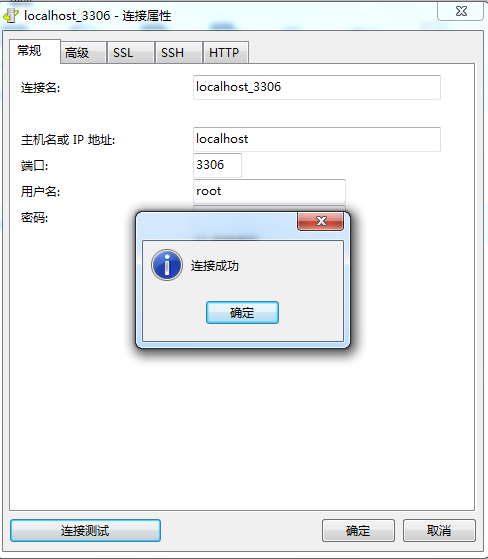 localhost_3306 - 连接属性
常规 高级 SSL SSH HTTP
连接名: localhost_3306
主机名或 IP 地址: localhost
端口: 3306
用户名: root
密码:
连接成功
确定
连接测试 确定 取消